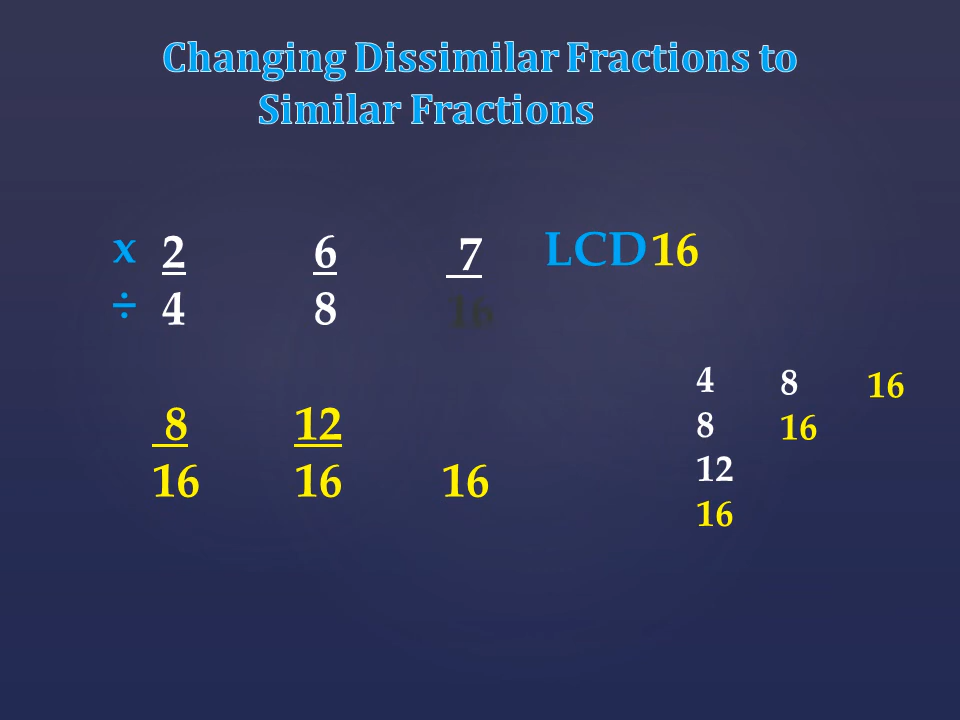 Changing Dissimilar Fractions to
Similar Fractions
x 2 6 7 LCD 16
÷ 4 8 16
4 8 16
8 12 8 16
16 16 16 12
16